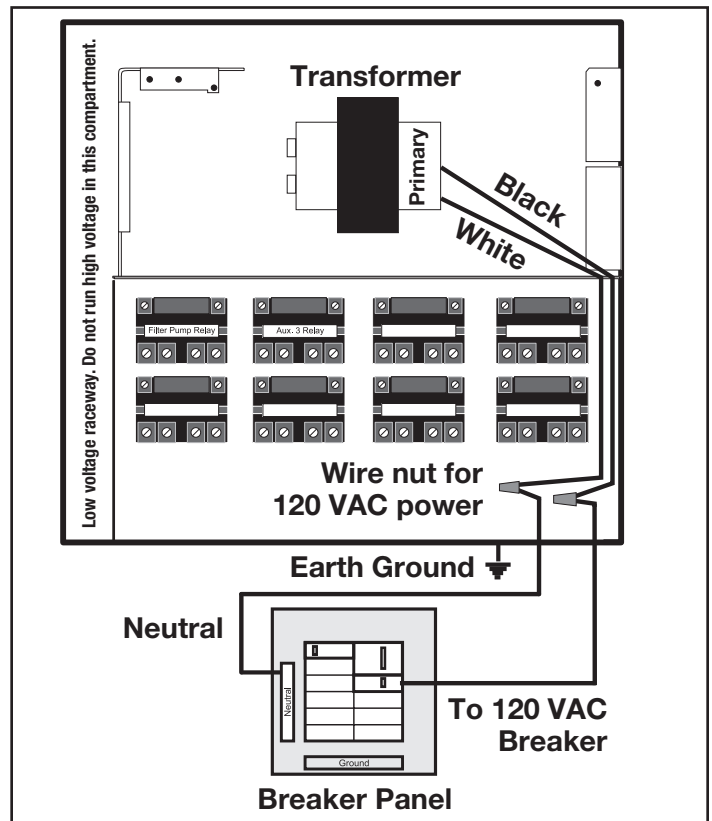 Low voltage raceway. Do not run high voltage in this compartment.
Transformer
Primary
Black
White
Filter Pump Relay
Aux. 3 Relay
Wire nut for
120 VAC power
Earth Ground
Neutral
Neutral
To 120 VAC
Breaker
Ground
Breaker Panel